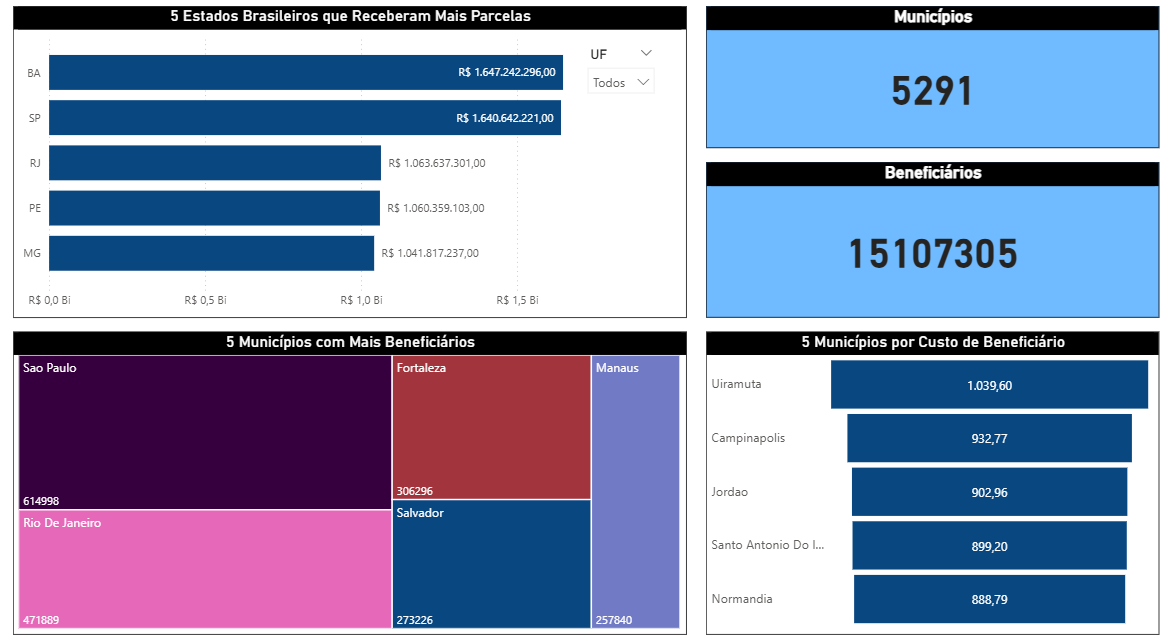 5 Estados Brasileiros que Receberam Mais Parcelas
UF
Todos
BA
R$ 1.647.242.296,00
SP
R$ 1.640.642.221,00
RJ
R$ 1.063.637.301,00
PE
R$ 1.060.359.103,00
MG
R$ 1.041.817.237,00
R$ 0,0 Bi
R$ 0,5 Bi
R$ 1,0 Bi
R$ 1,5 Bi
Municípios
5291
Beneficiários
15107305
5 Municípios com Mais Beneficiários
Sao Paulo
614998
Rio De Janeiro
471889
Fortaleza
306296
Salvador
273226
Manaus
257840
5 Municípios por Custo de Beneficiário
Uiramuta
1.039,60
Campinapolis
932,77
Jordao
902,96
Santo Antonio Do I...
899,20
Normandia
888,79